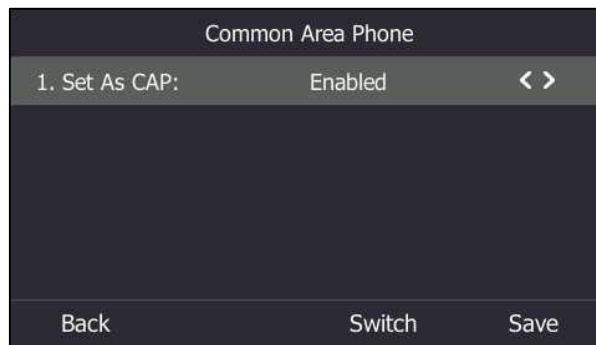 Common Area Phone
1. Set As CAP: Enabled < >
Back Switch Save